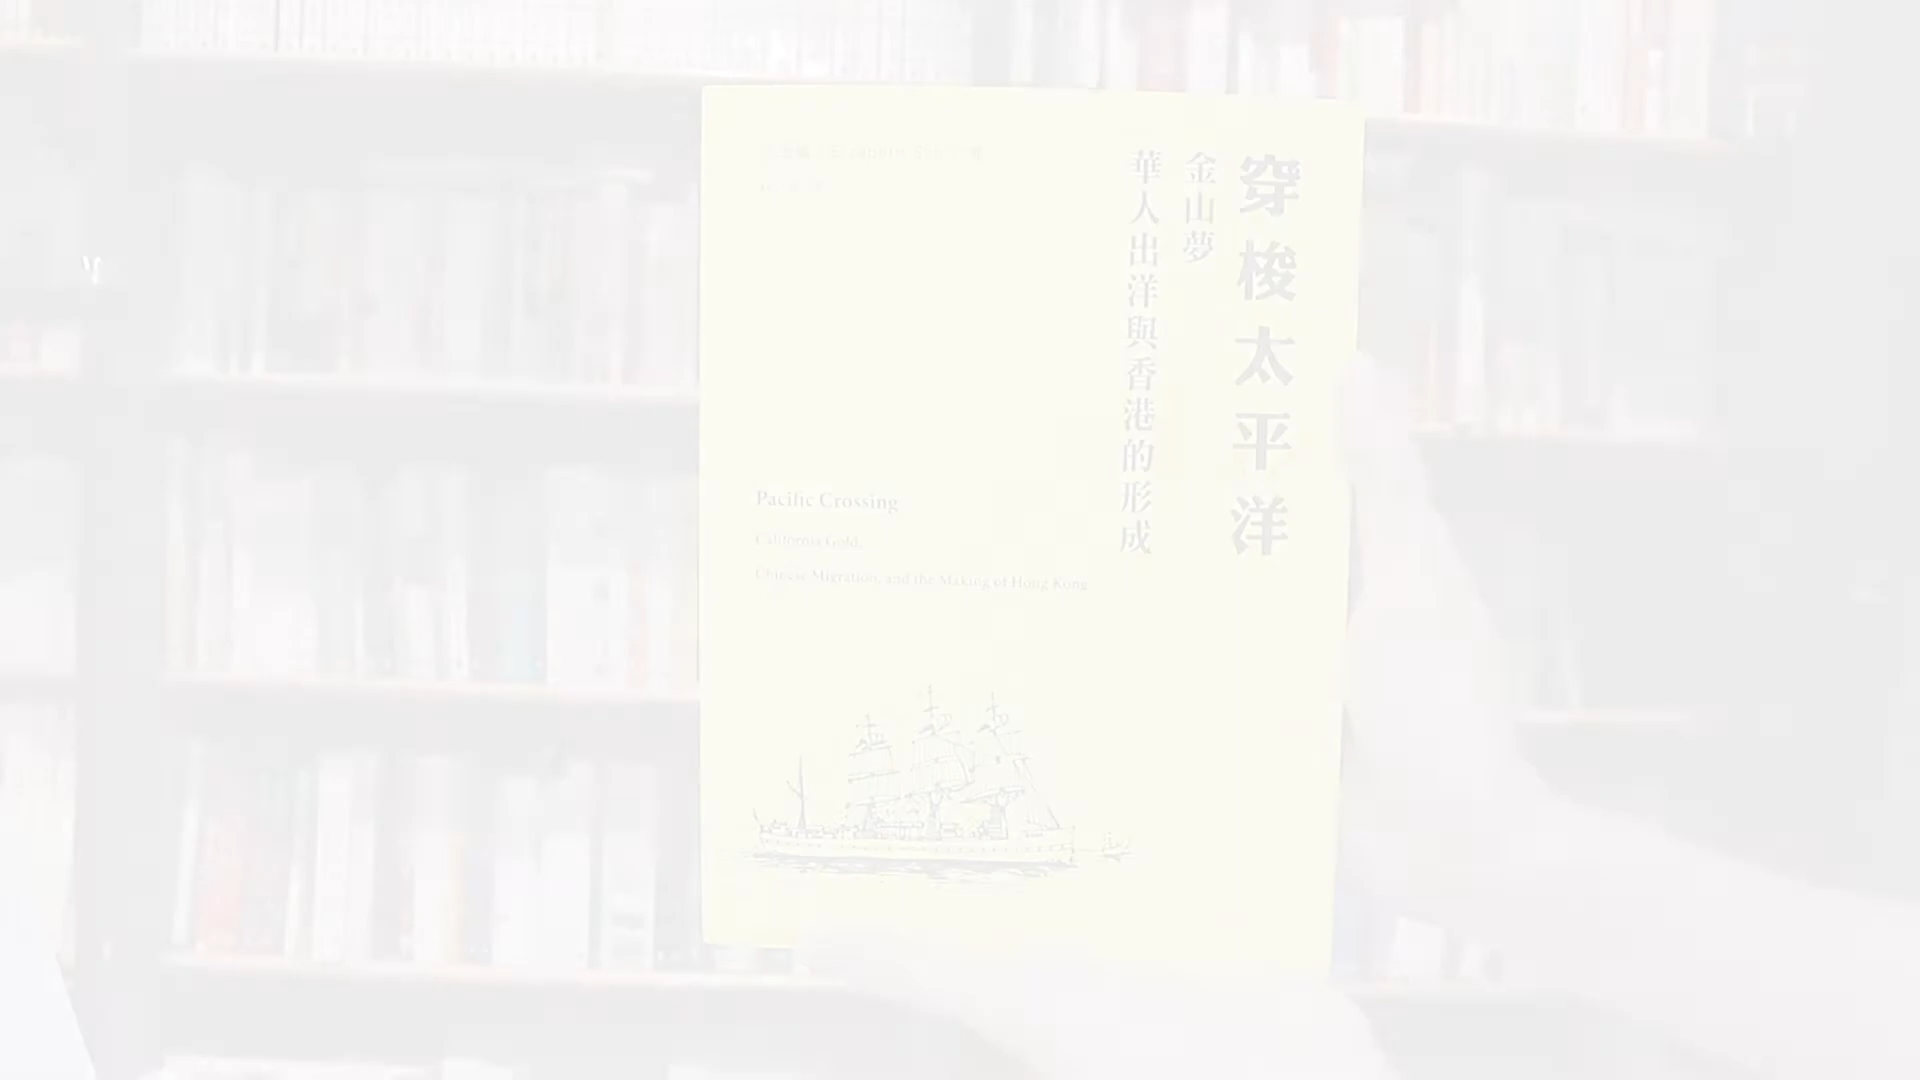 穿梭太平洋
金山夢
華人出洋與香港的形成
Pacific Crossing
California Gold,
Chinese Migration, and the Making of Hong Kong